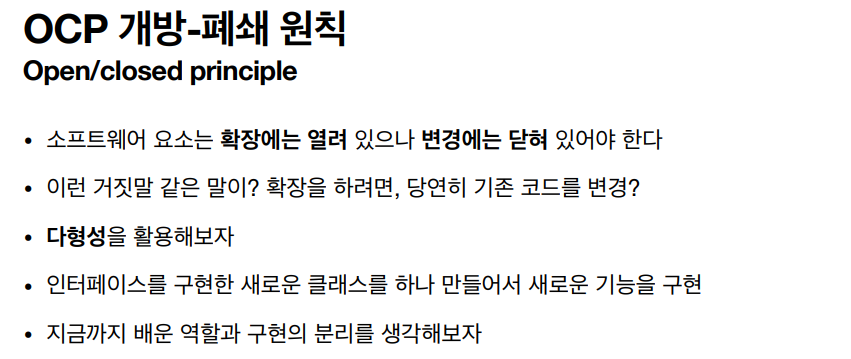 OCP 개방-폐쇄 원칙
Open/closed principle
• 소프트웨어 요소는 확장에는 열려 있으나 변경에는 닫혀 있어야 한다
• 이런 거짓말 같은 말이? 확장을 하려면, 당연히 기존 코드를 변경?
• 다형성을 활용해보자
• 인터페이스를 구현한 새로운 클래스를 하나 만들어서 새로운 기능을 구현
• 지금까지 배운 역할과 구현의 분리를 생각해보자